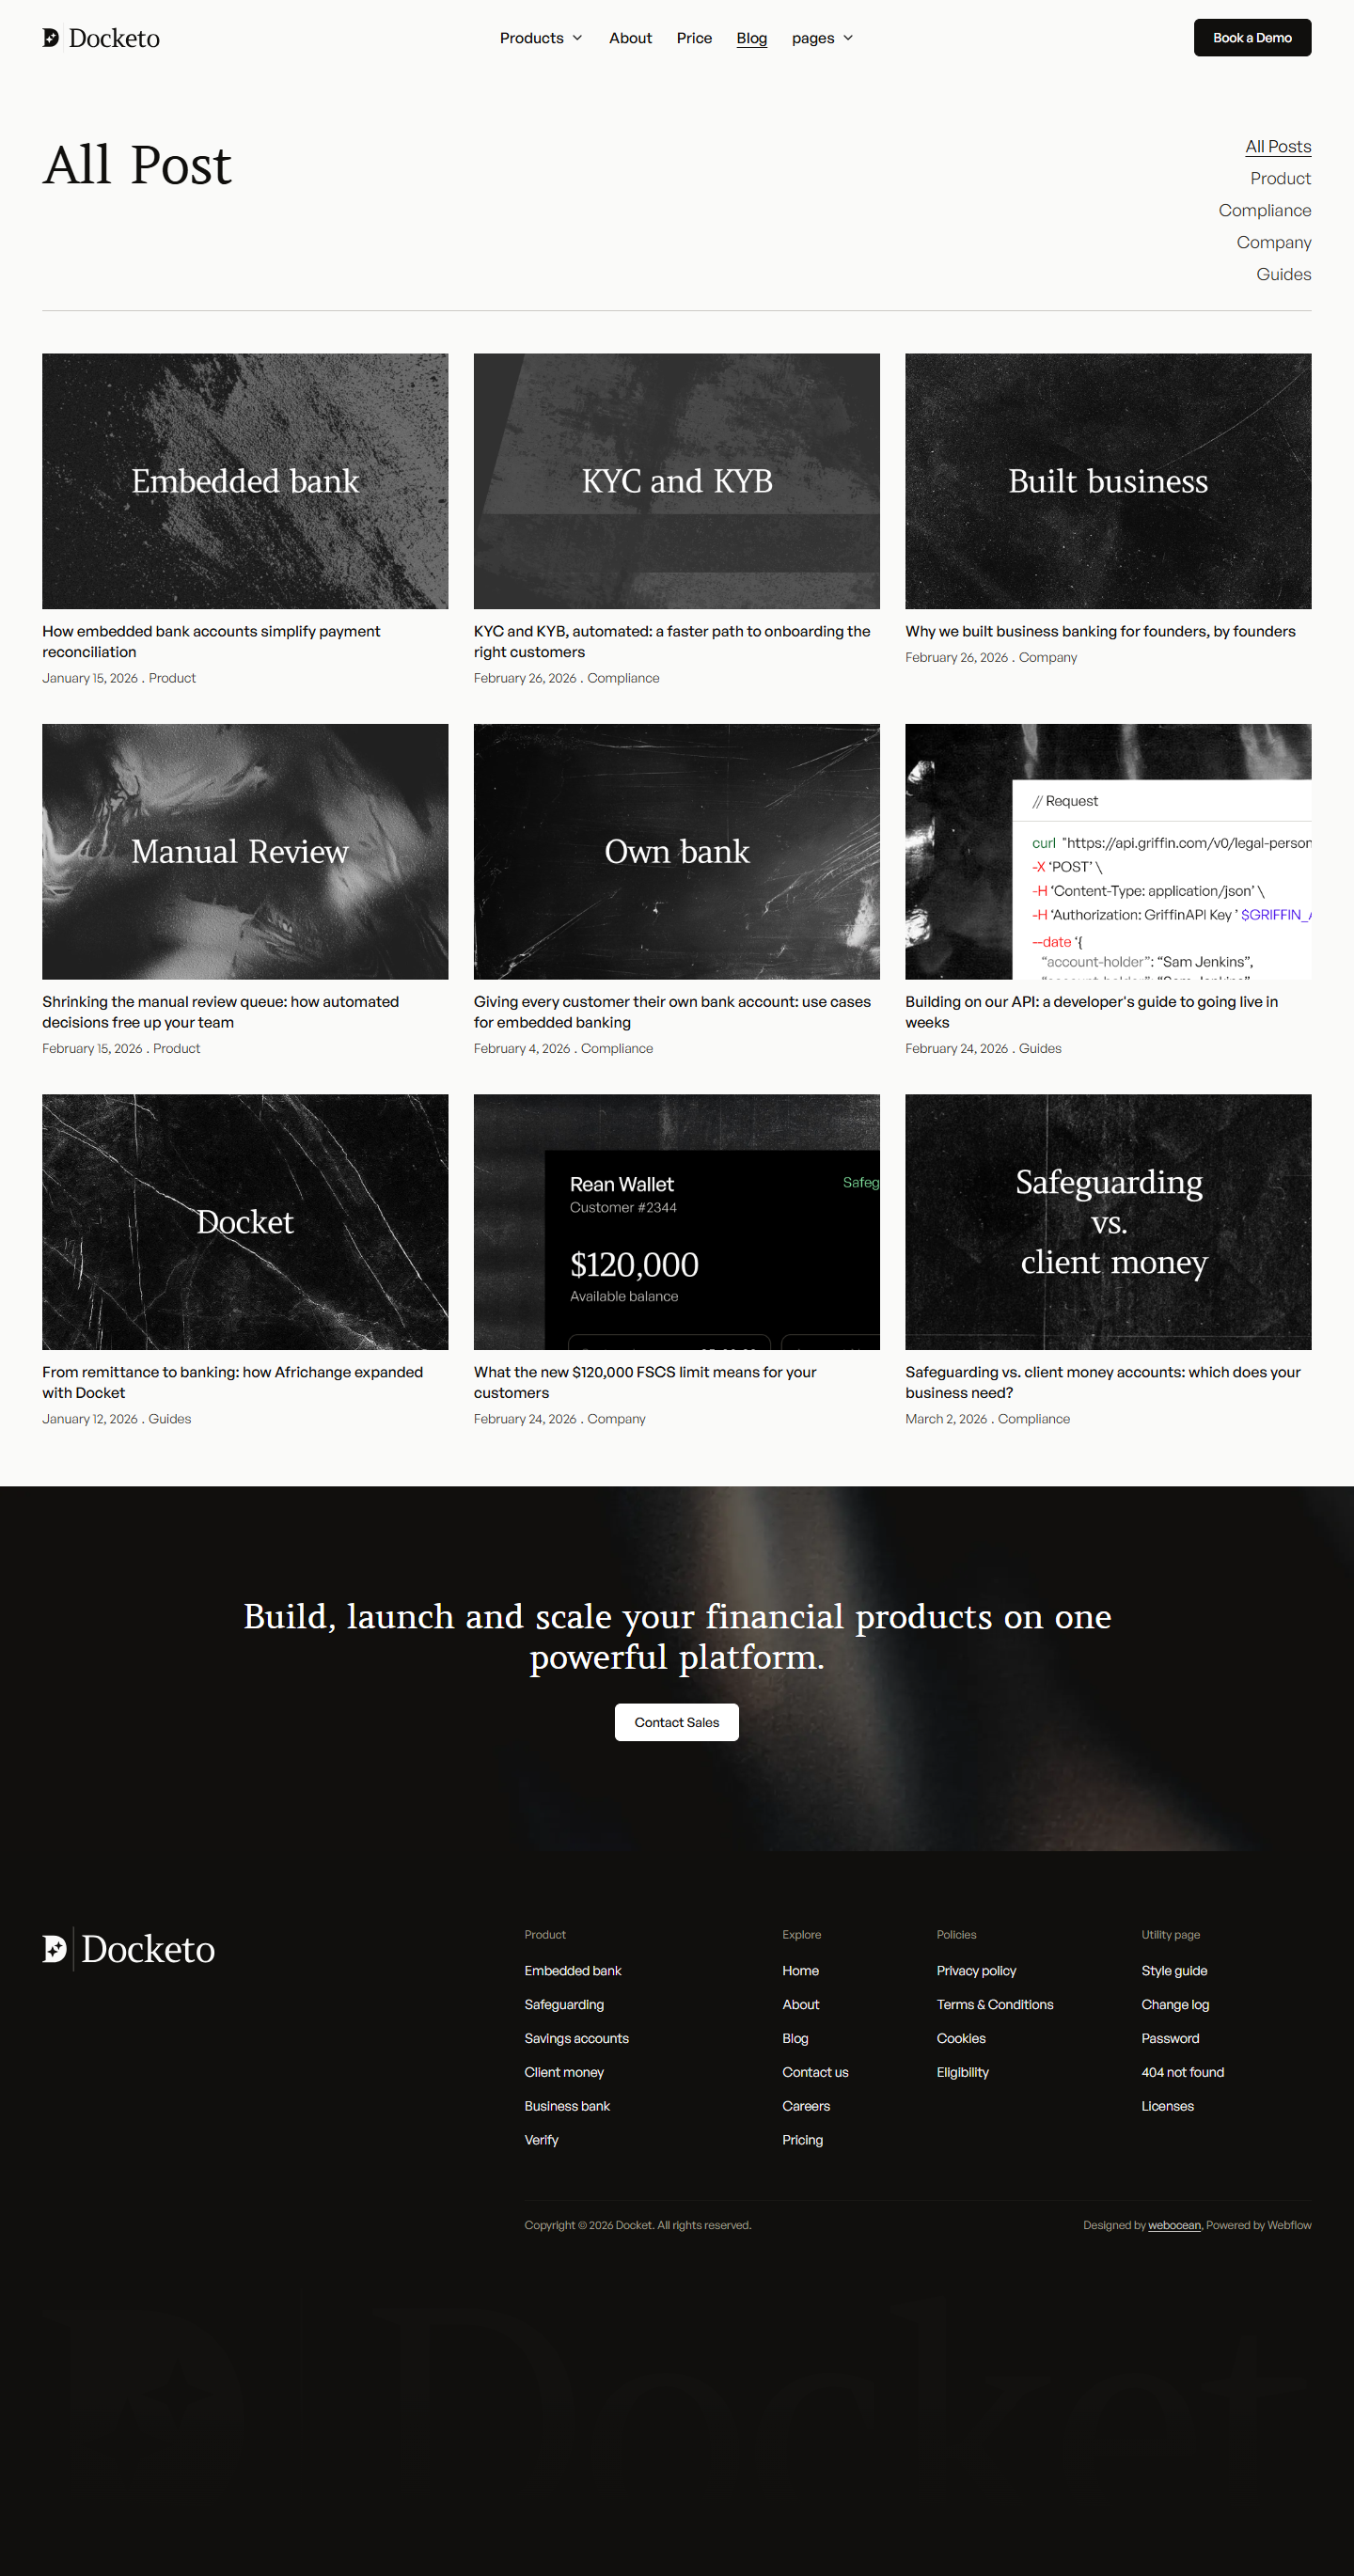 Docketo
Products
About
Price
Blog
pages
Book a Demo
All Post
All Posts
Product
Compliance
Company
Guides
Embedded bank
How embedded bank accounts simplify payment
reconciliation
January 15, 2026 . Product
KYC and KYB
KYC and KYB, automated: a faster path to onboarding the
right customers
February 26, 2026 . Compliance
Built business
Why we built business banking for founders, by founders
February 26, 2026 . Company
Manual Review
Shrinking the manual review queue: how automated
decisions free up your team
February 15, 2026 . Product
Own bank
Giving every customer their own bank account: use cases
for embedded banking
February 4, 2026 . Compliance
// Request
curl "https://api.griffin.com/v0/legal-person
-X ‘POST’ \
-H ‘Content-Type: application/json’ \
-H ‘Authorization: GriffinAPI Key ’ $GRIFFIN_A
--date ‘{
“account-holder”: “Sam Jenkins”,
Building on our API: a developer's guide to going live in
weeks
February 24, 2026 . Guides
Docket
From remittance to banking: how Africhange expanded
with Docket
January 12, 2026 . Guides
Rean Wallet
Safeg
Customer #2344
$120,000
Available balance
What the new $120,000 FSCS limit means for your
customers
February 24, 2026 . Company
Safeguarding
vs.
client money
Safeguarding vs. client money accounts: which does your
business need?
March 2, 2026 . Compliance
Build, launch and scale your financial products on one
powerful platform.
Contact Sales
Docketo
Product
Embedded bank
Safeguarding
Savings accounts
Client money
Business bank
Verify
Explore
Home
About
Blog
Contact us
Careers
Pricing
Policies
Privacy policy
Terms & Conditions
Cookies
Eligibility
Utility page
Style guide
Change log
Password
404 not found
Licenses
Copyright © 2026 Docket. All rights reserved.
Designed by webocean, Powered by Webflow
Docket